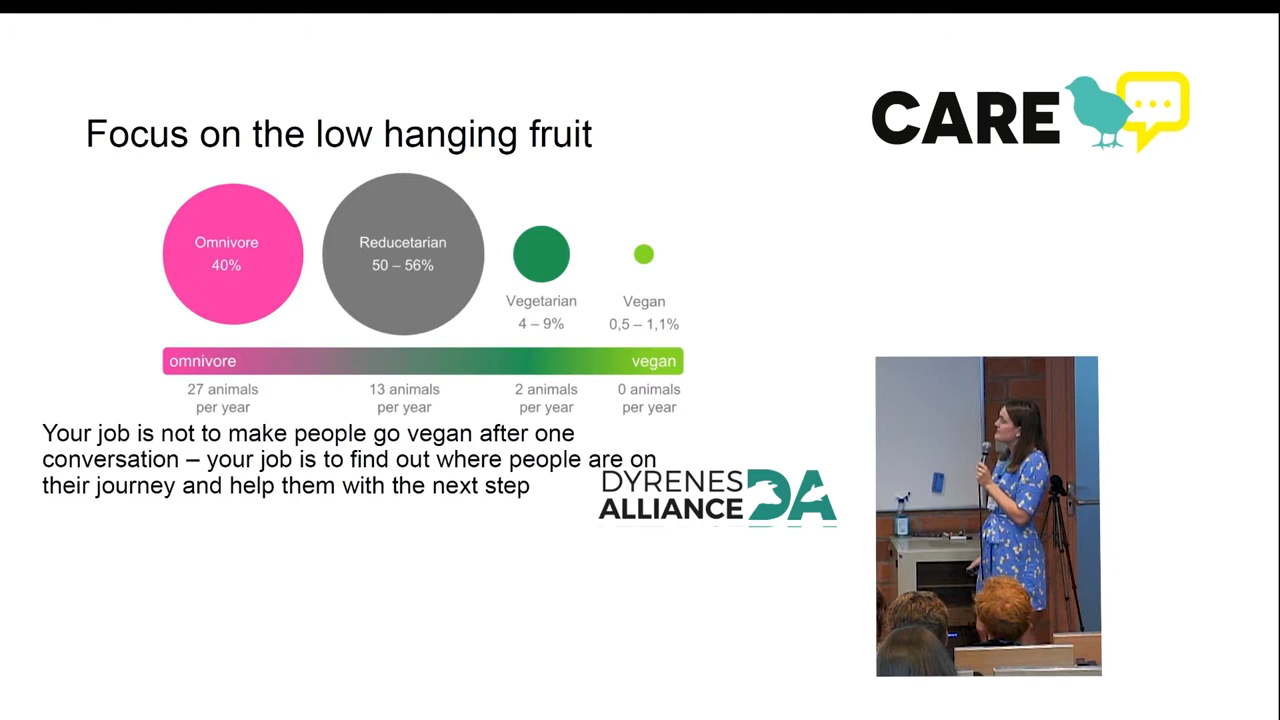 CARE
Focus on the low hanging fruit
Omnivore
40%
Reducetarian
50 – 56%
Vegetarian
4 – 9%
Vegan
0,5 – 1,1%
omnivore
vegan
27 animals
per year
13 animals
per year
2 animals
per year
0 animals
per year
Your job is not to make people go vegan after one
conversation – your job is to find out where people are on
their journey and help them with the next step
DYRENES
ALLIANCE
DA